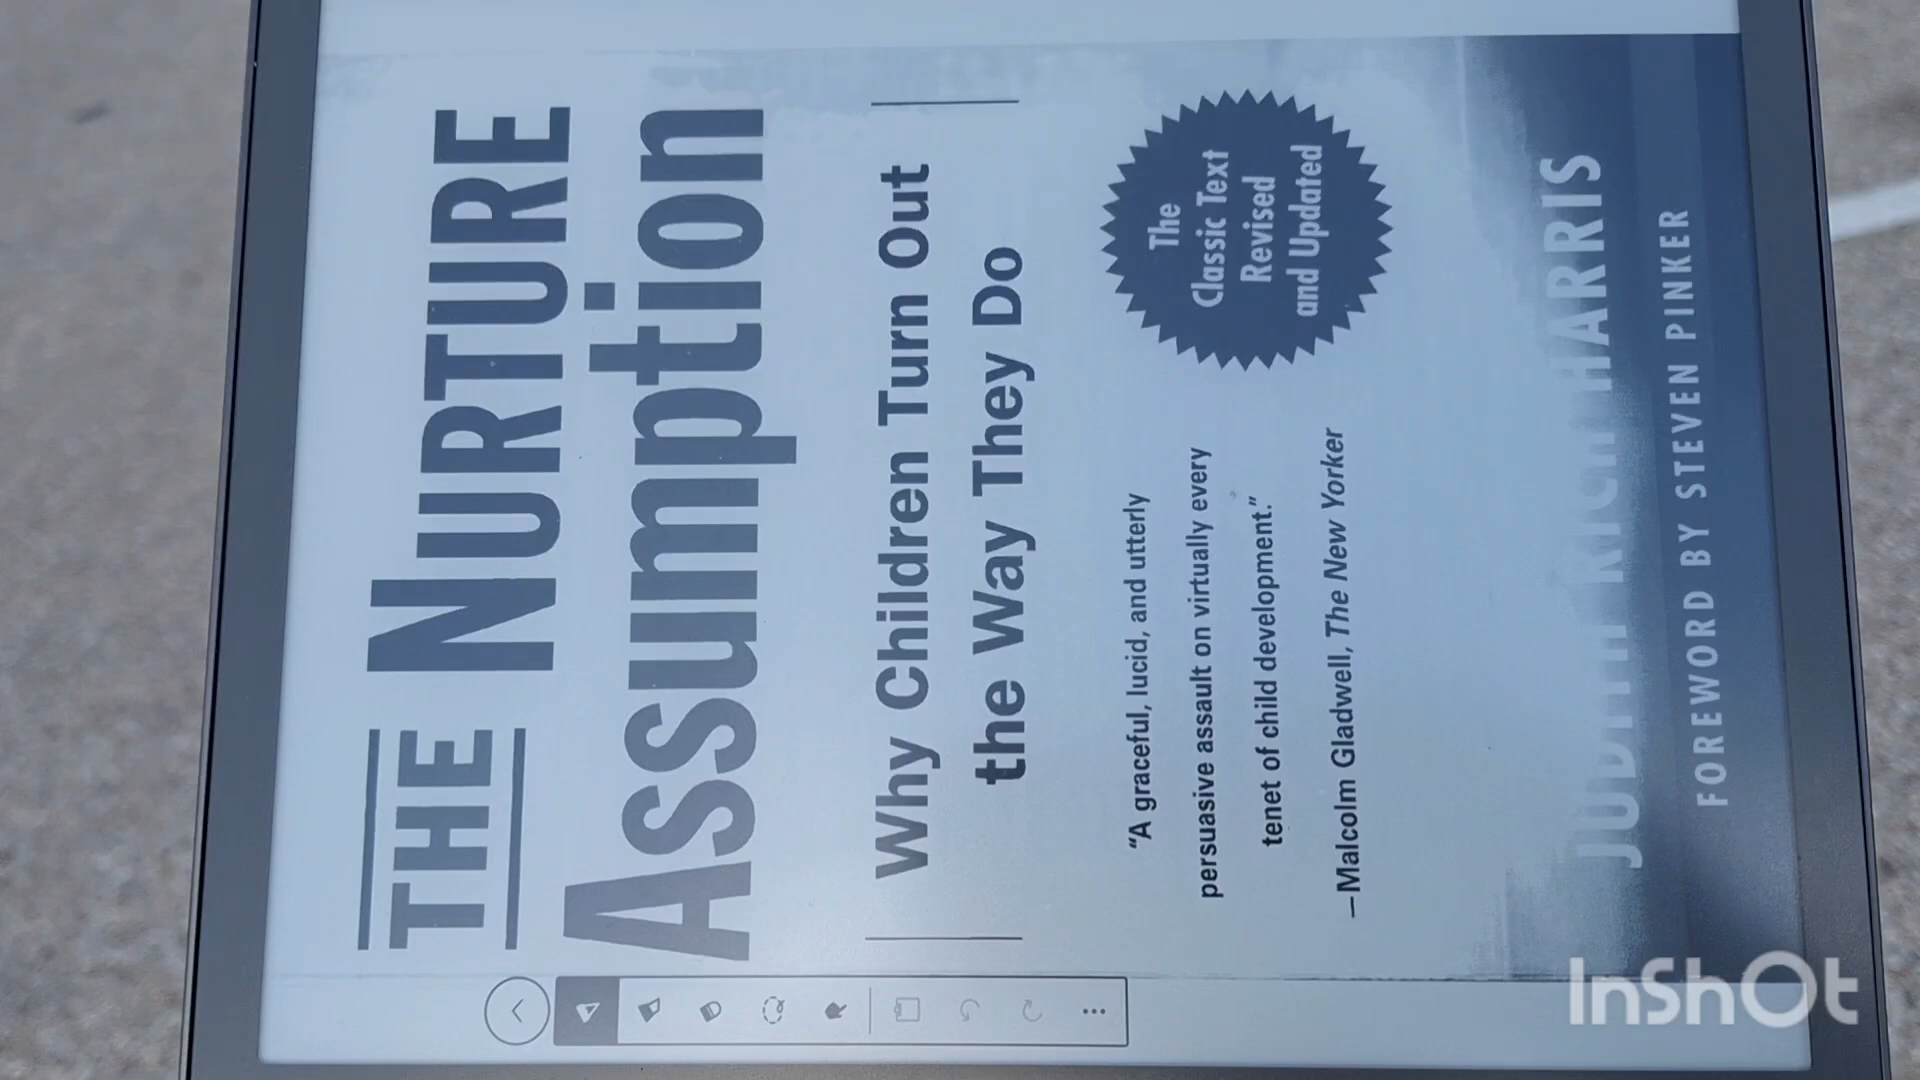 THE NURTURE
Assumption
Why Children Turn Out
the Way They Do
"A graceful, lucid, and utterly
persuasive assault on virtually every
tenet of child development."
—Malcolm Gladwell, The New Yorker
The
Classic Text
Revised
and Updated
JUDITH RICH HARRIS
FOREWORD BY STEVEN PINKER
InShOt